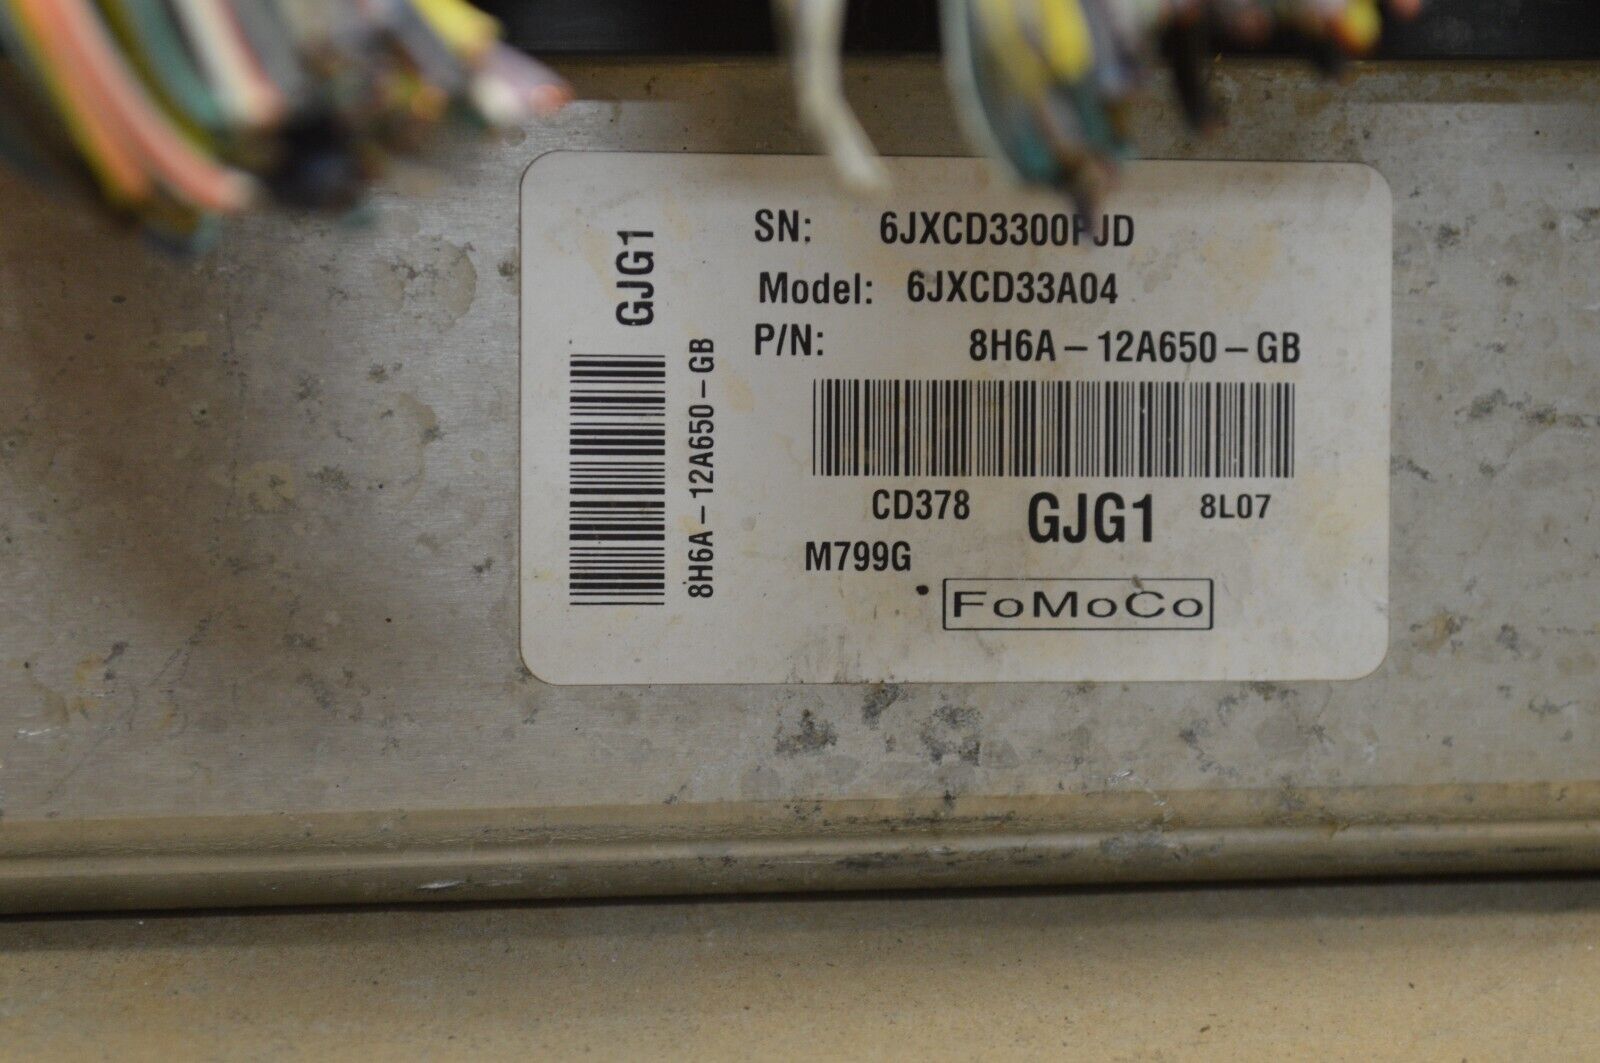 SN: 6JXCD3300PJD
Model: 6JXCD33A04
P/N: 8H6A-12A650-GB
GJG1
8H6A-12A650-GB
CD378 GJG1 8L07
M799G
FoMoCo